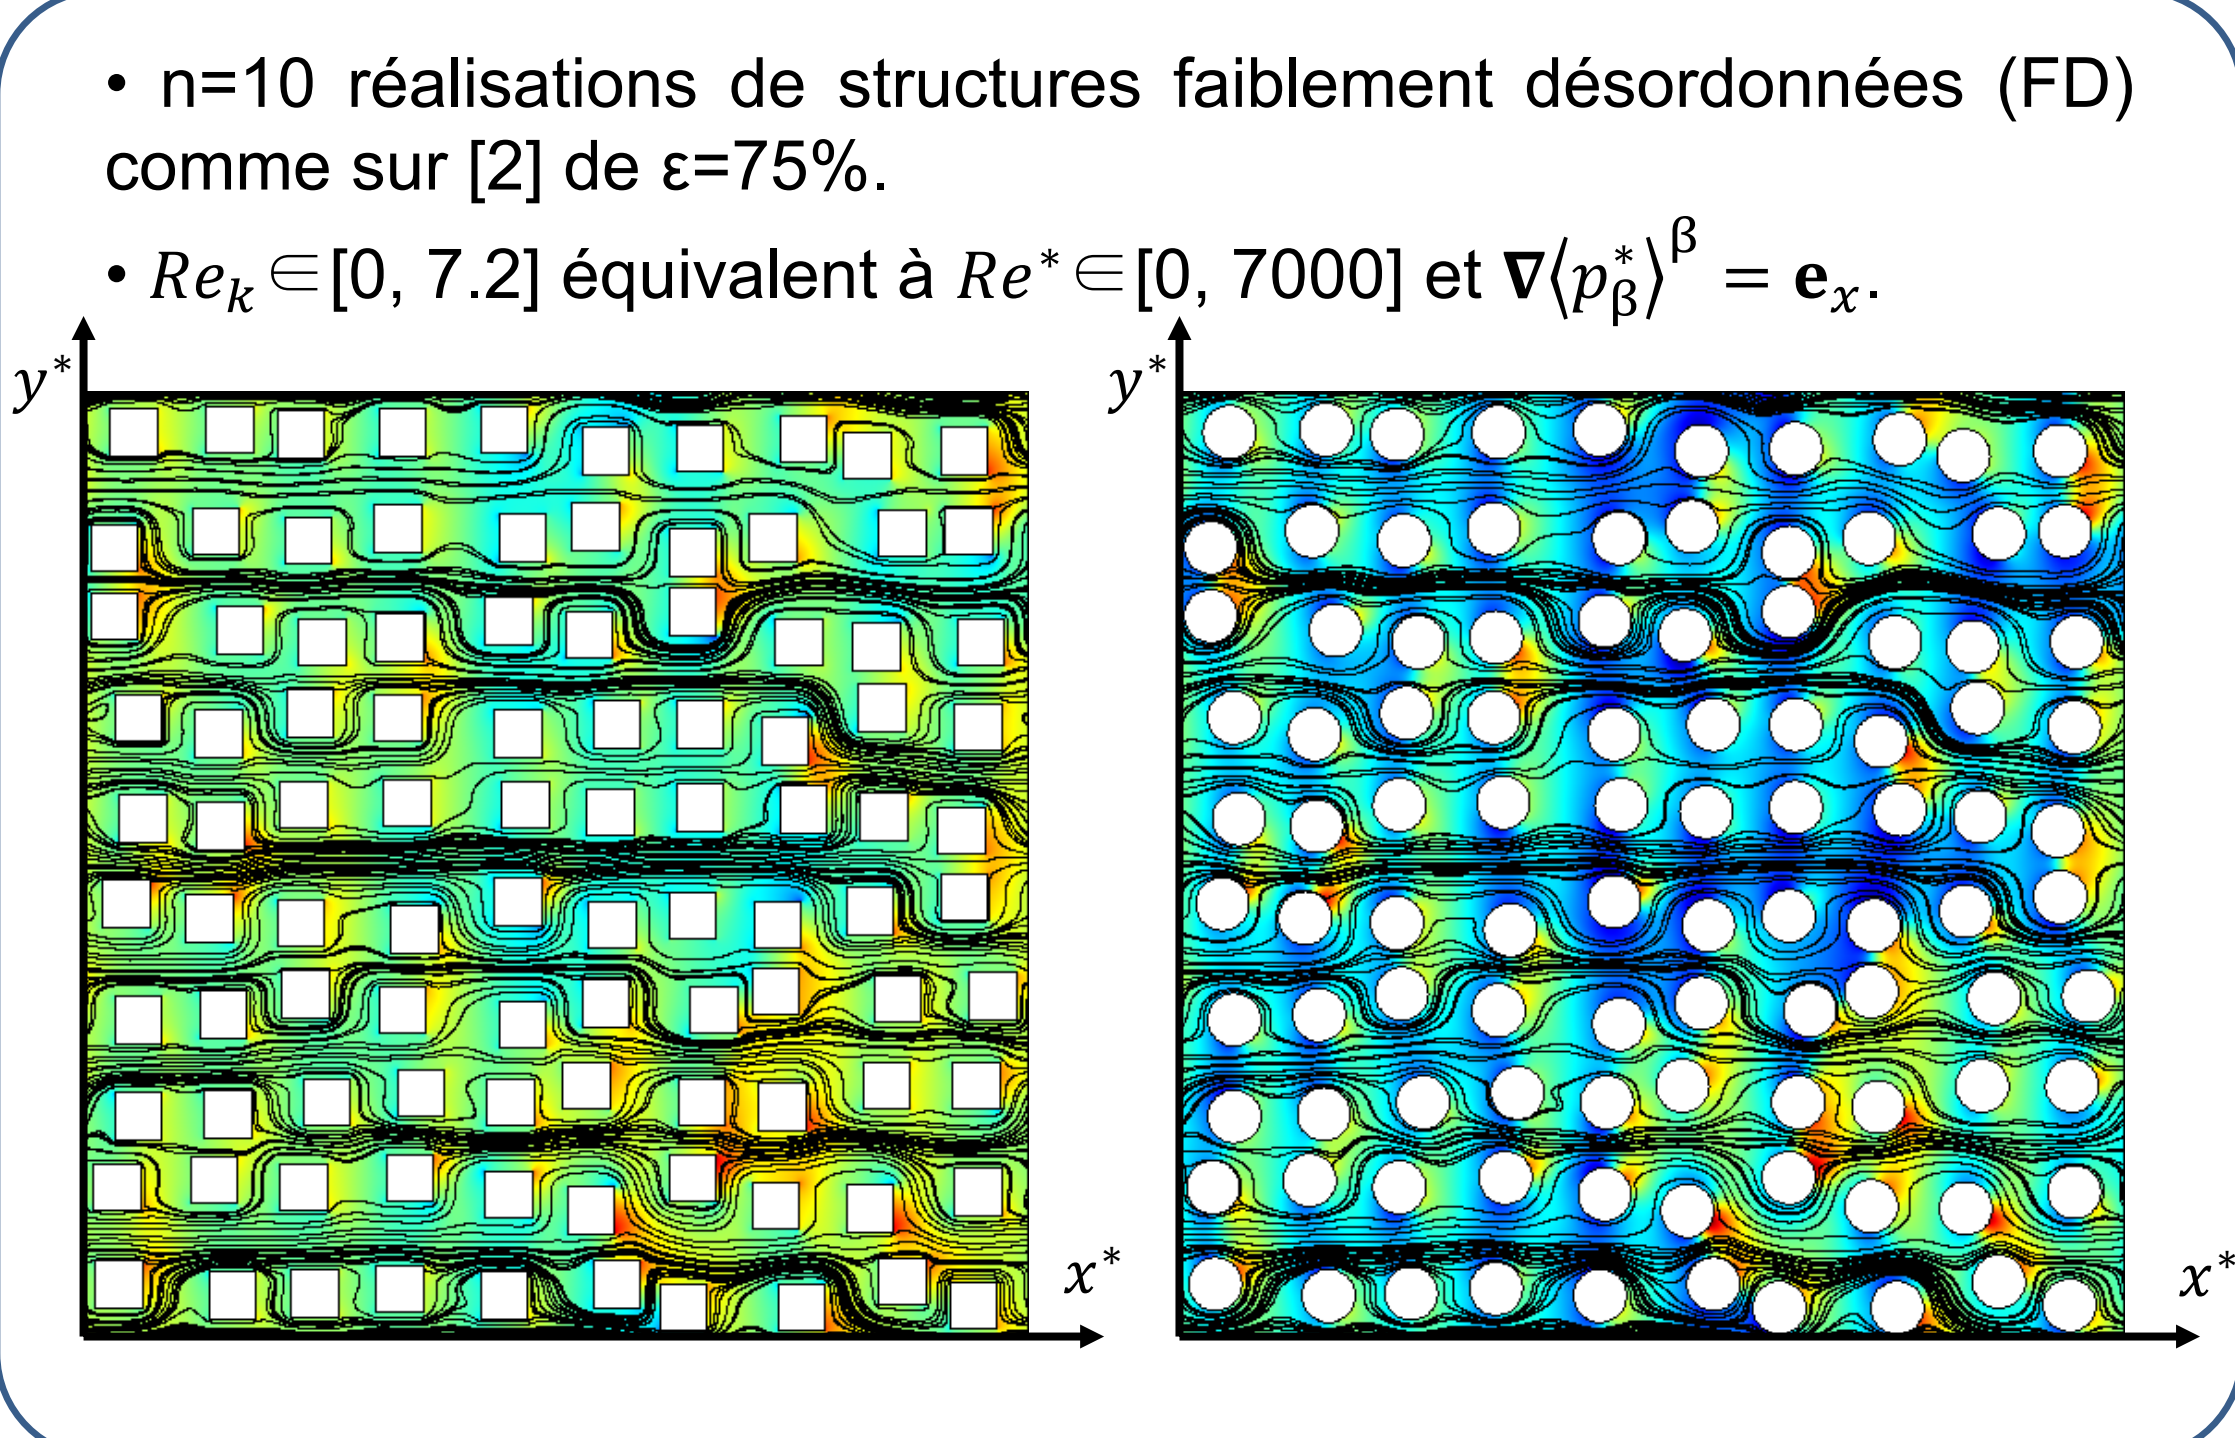 • n=10 réalisations de structures faiblement désordonnées (FD)
comme sur [2] de ε=75%.
• Re_k ∈ [0, 7.2] équivalent à Re* ∈ [0, 7000] et ∇⟨p*_β⟩^β = e_x.
y*
y*
x*
x*